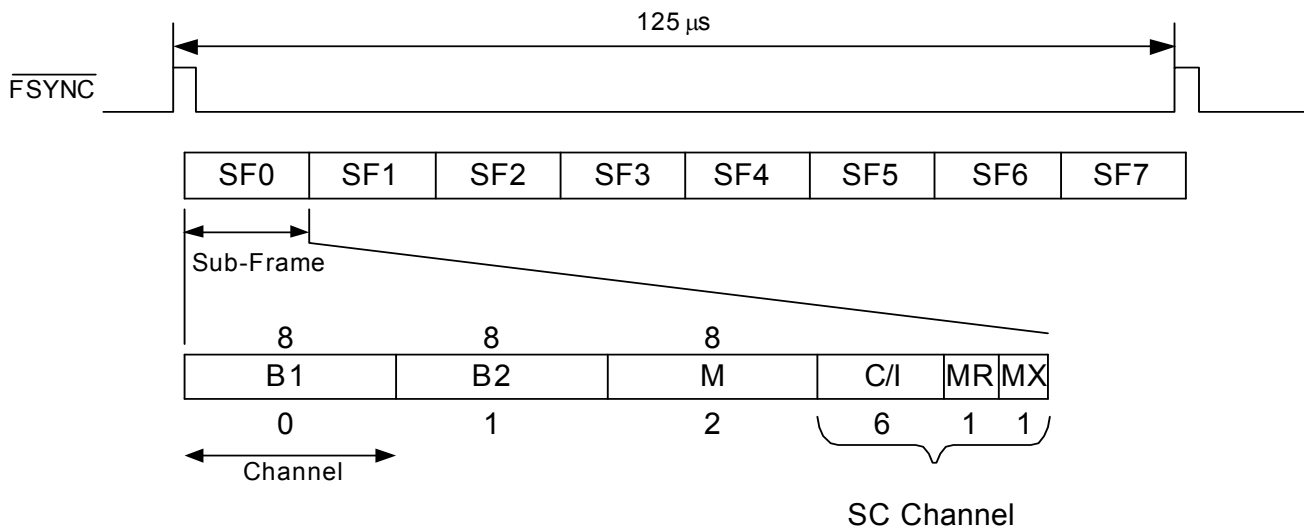 125 μs
FSYNC
SF0 SF1 SF2 SF3 SF4 SF5 SF6 SF7
Sub-Frame
8 8 8
B1 B2 M C/I MR MX
0 1 2 6 1 1
Channel
SC Channel